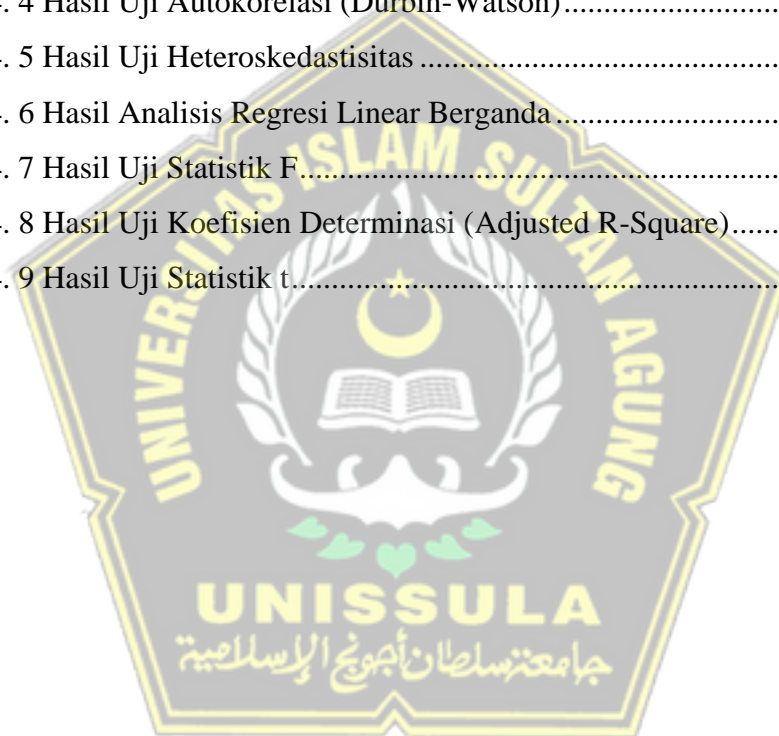 . 4 Hasil Uji Autokorelasi (Durbin-Watson)......................
. 5 Hasil Uji Heteroskedastisitas .......................................
. 6 Hasil Analisis Regresi Linear Berganda ........................
. 7 Hasil Uji Statistik F.....................................................
. 8 Hasil Uji Koefisien Determinasi (Adjusted R-Square)......
. 9 Hasil Uji Statistik t......................................................
UNIVERSITAS ISLAM SULTAN AGUNG
UNISSULA
جامعتنسلطان أجونج الإسلامية